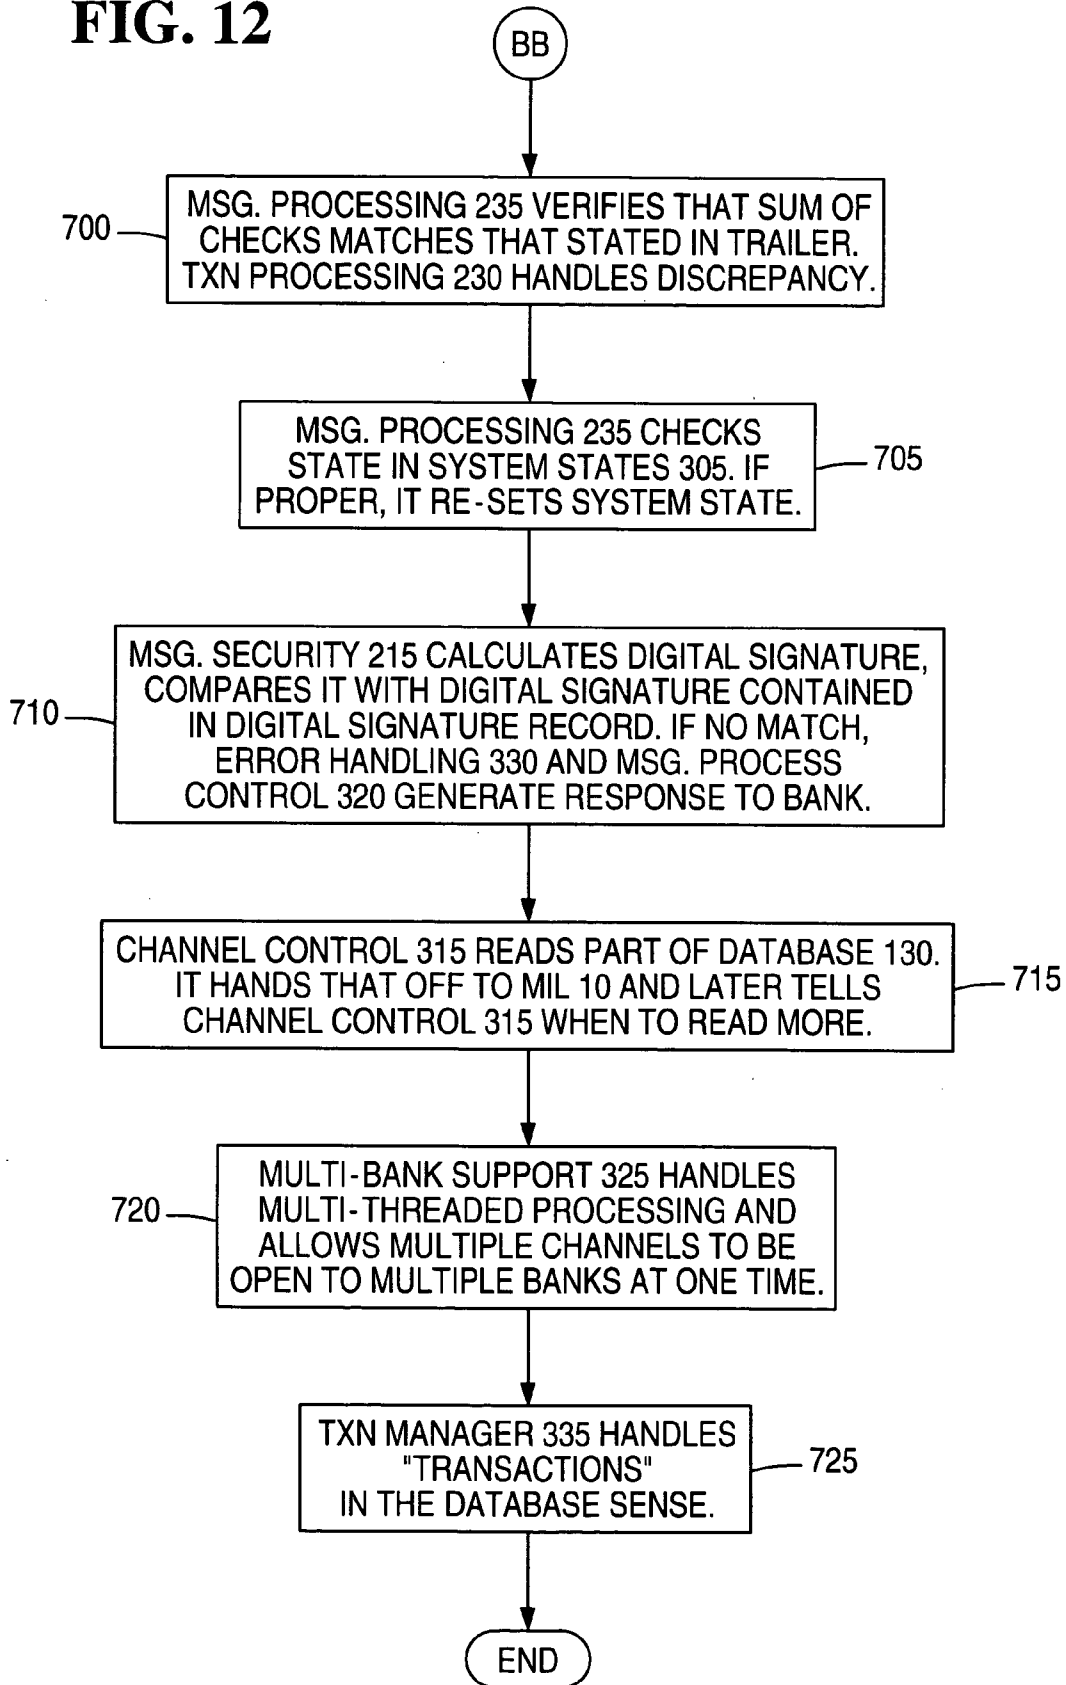 FIG. 12
BB
700
MSG. PROCESSING 235 VERIFIES THAT SUM OF
CHECKS MATCHES THAT STATED IN TRAILER.
TXN PROCESSING 230 HANDLES DISCREPANCY.
MSG. PROCESSING 235 CHECKS
STATE IN SYSTEM STATES 305. IF
PROPER, IT RE-SETS SYSTEM STATE.
705
710
MSG. SECURITY 215 CALCULATES DIGITAL SIGNATURE,
COMPARES IT WITH DIGITAL SIGNATURE CONTAINED
IN DIGITAL SIGNATURE RECORD. IF NO MATCH,
ERROR HANDLING 330 AND MSG. PROCESS
CONTROL 320 GENERATE RESPONSE TO BANK.
CHANNEL CONTROL 315 READS PART OF DATABASE 130.
IT HANDS THAT OFF TO MIL 10 AND LATER TELLS
CHANNEL CONTROL 315 WHEN TO READ MORE.
715
720
MULTI-BANK SUPPORT 325 HANDLES
MULTI-THREADED PROCESSING AND
ALLOWS MULTIPLE CHANNELS TO BE
OPEN TO MULTIPLE BANKS AT ONE TIME.
TXN MANAGER 335 HANDLES
"TRANSACTIONS"
IN THE DATABASE SENSE.
725
END